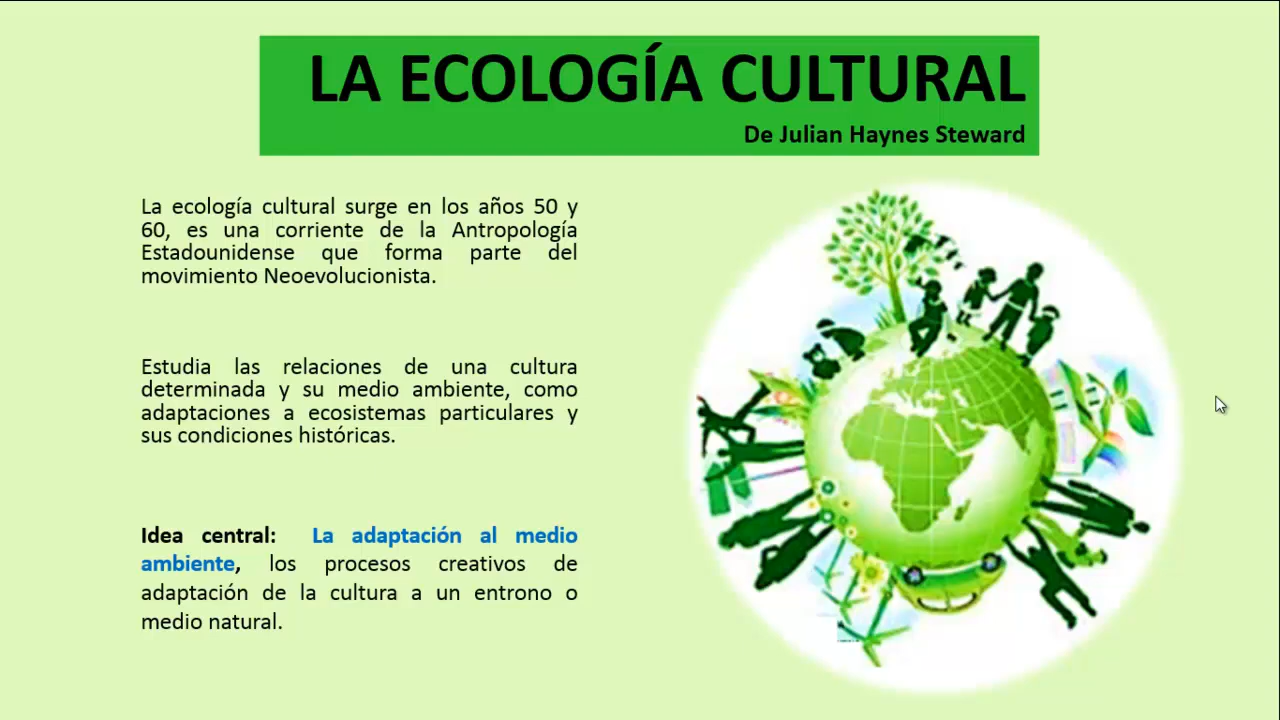 LA ECOLOGÍA CULTURAL
De Julian Haynes Steward
La ecología cultural surge en los años 50 y
60, es una corriente de la Antropología
Estadounidense que forma parte del
movimiento Neoevolucionista.
Estudia las relaciones de una cultura
determinada y su medio ambiente, como
adaptaciones a ecosistemas particulares y
sus condiciones históricas.
Idea central: La adaptación al medio
ambiente, los procesos creativos de
adaptación de la cultura a un entrono o
medio natural.